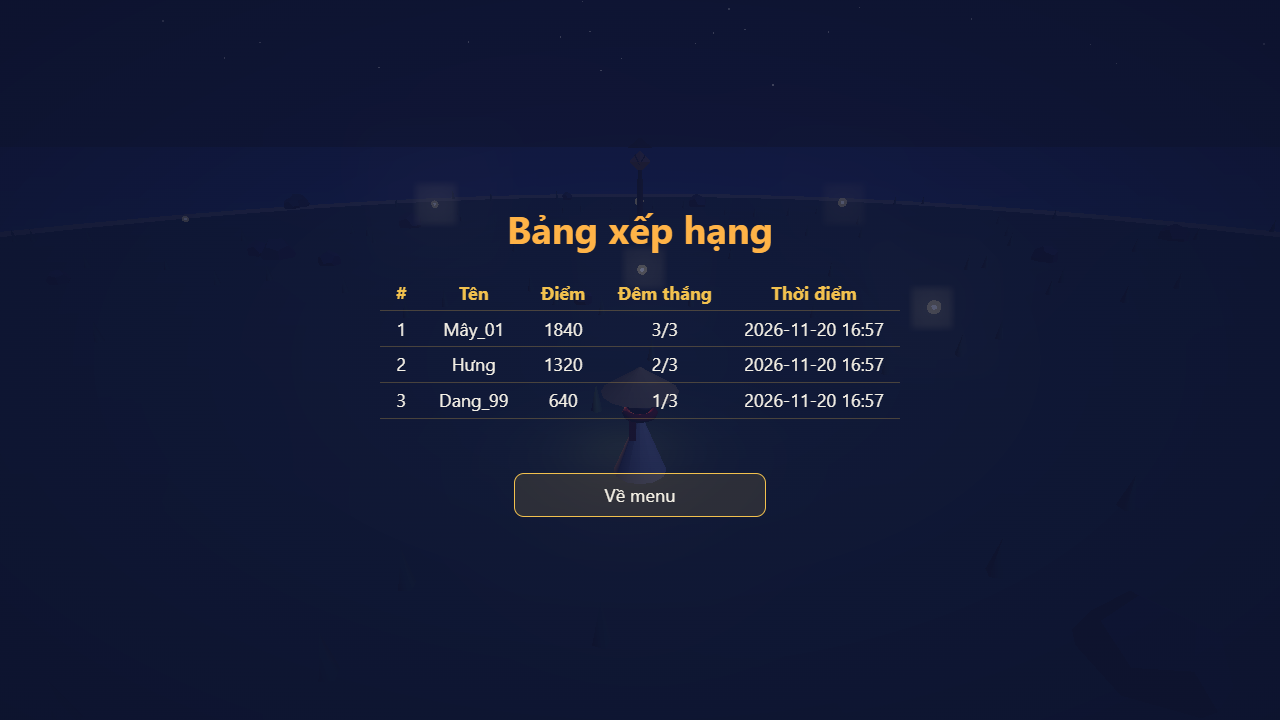 Bảng xếp hạng
# Tên Điểm Đêm thắng Thời điểm
1 Mây_01 1840 3/3 2026-11-20 16:57
2 Hưng 1320 2/3 2026-11-20 16:57
3 Dang_99 640 1/3 2026-11-20 16:57
Về menu